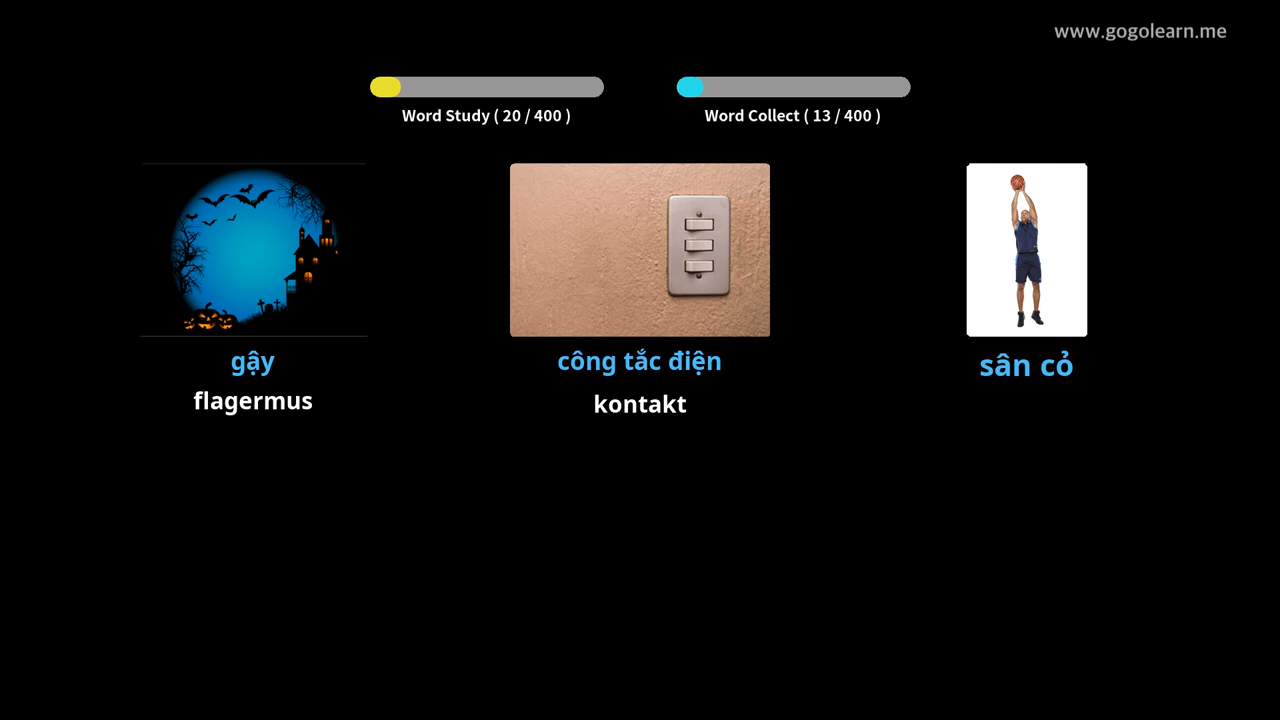 www.gogolearn.me
Word Study ( 20 / 400 )
Word Collect ( 13 / 400 )
gậy
flagermus
công tắc điện
kontakt
sân cỏ